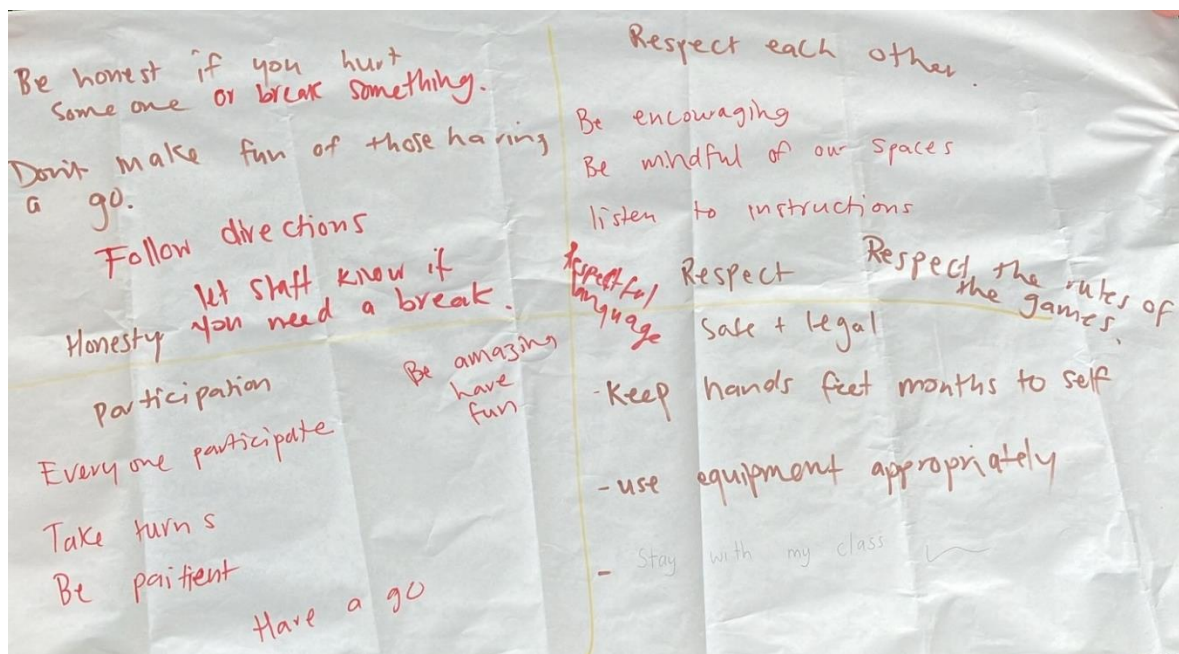 Be honest if you hurt
some one or break something.
Don't make fun of those having
a go.
Follow directions
let staff know if
you need a break.
Honesty
Respect each other.
Be encouraging
Be mindful of our spaces
listen to instructions
respectful
language
Respect
Respect the rules of
the games.
Participation
Be amazing
have
fun
Every one participate
Take turns
Be paitient
Have a go
Safe + Legal
-Keep hands feet months to self
-use equipment appropriately
- Stay with my class